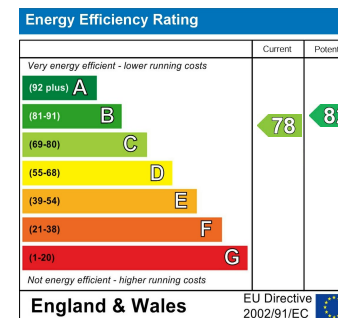 Energy Efficiency Rating
Current
Very energy efficient - lower running costs
(92 plus) A
(81-91) B
(69-80) C
(55-68) D
(39-54) E
(21-38) F
(1-20) G
78
Not energy efficient - higher running costs
England & Wales
EU Directive
2002/91/EC